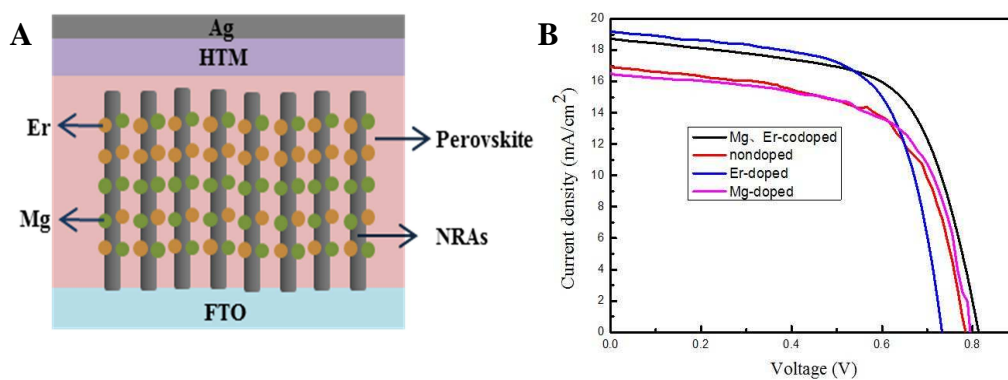 A
Ag
HTM
Er
Perovskite
Mg
NRAs
FTO
B
20
18
16
14
12
10
8
6
4
2
0
Current density (mA/cm²)
Mg、Er-codoped
nondoped
Er-doped
Mg-doped
0.0 0.2 0.4 0.6 0.8
Voltage (V)